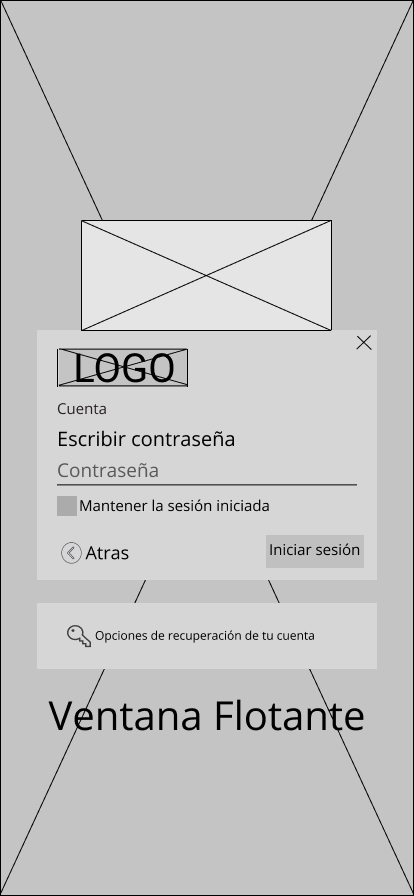 LOGO
Cuenta
Escribir contraseña
Contraseña
Mantener la sesión iniciada
Atras
Iniciar sesión
Opciones de recuperación de tu cuenta
Ventana Flotante